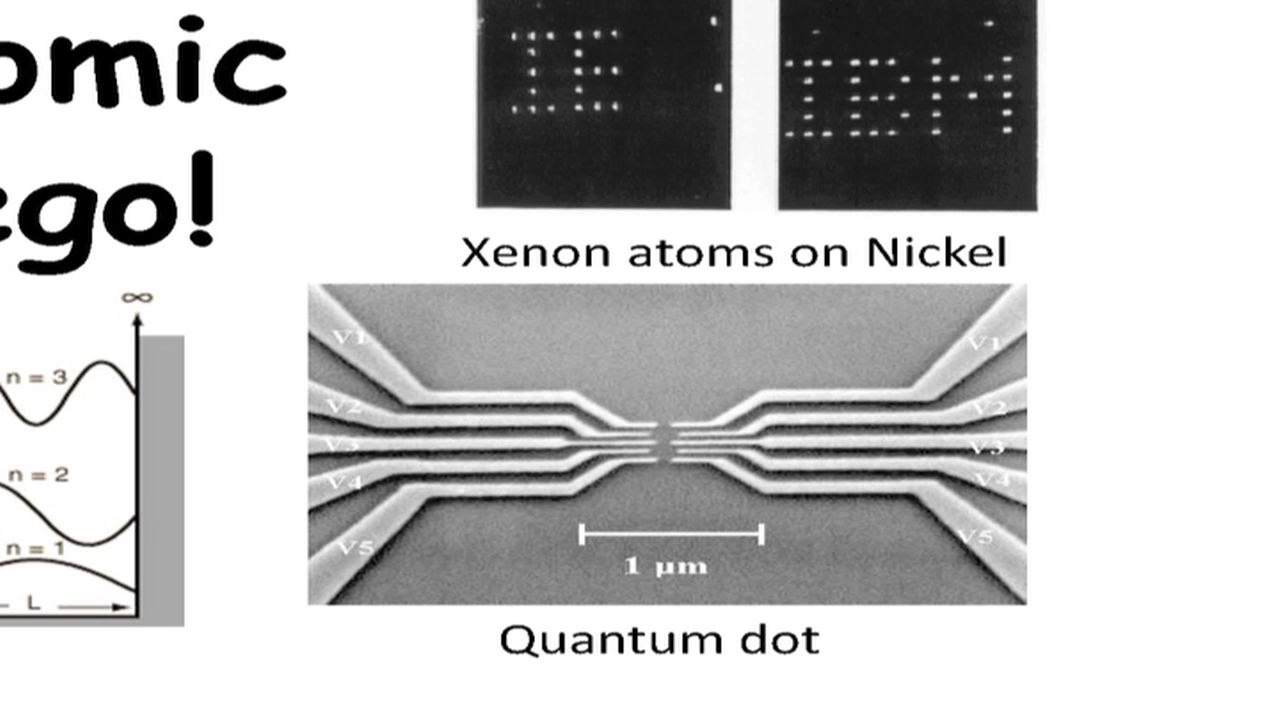 omic
ego!
IE
IBM
Xenon atoms on Nickel
∞
n = 3
n = 2
n = 1
L
V1
V2
V3
V4
V5
V1
V2
V3
V4
V5
1 µm
Quantum dot